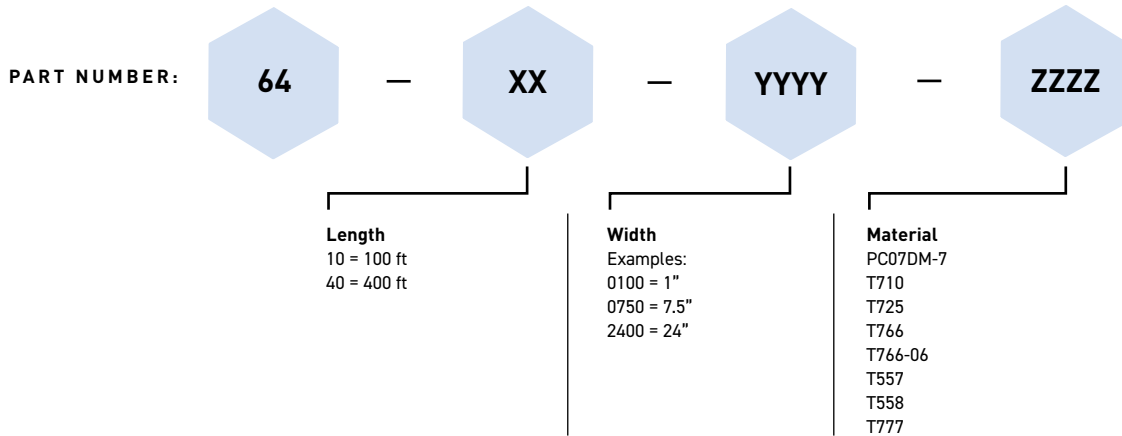 PART NUMBER: 64 — XX — YYYY — ZZZZ
Length
10 = 100 ft
40 = 400 ft
Width
Examples:
0100 = 1”
0750 = 7.5”
2400 = 24”
Material
PC07DM-7
T710
T725
T766
T766-06
T557
T558
T777